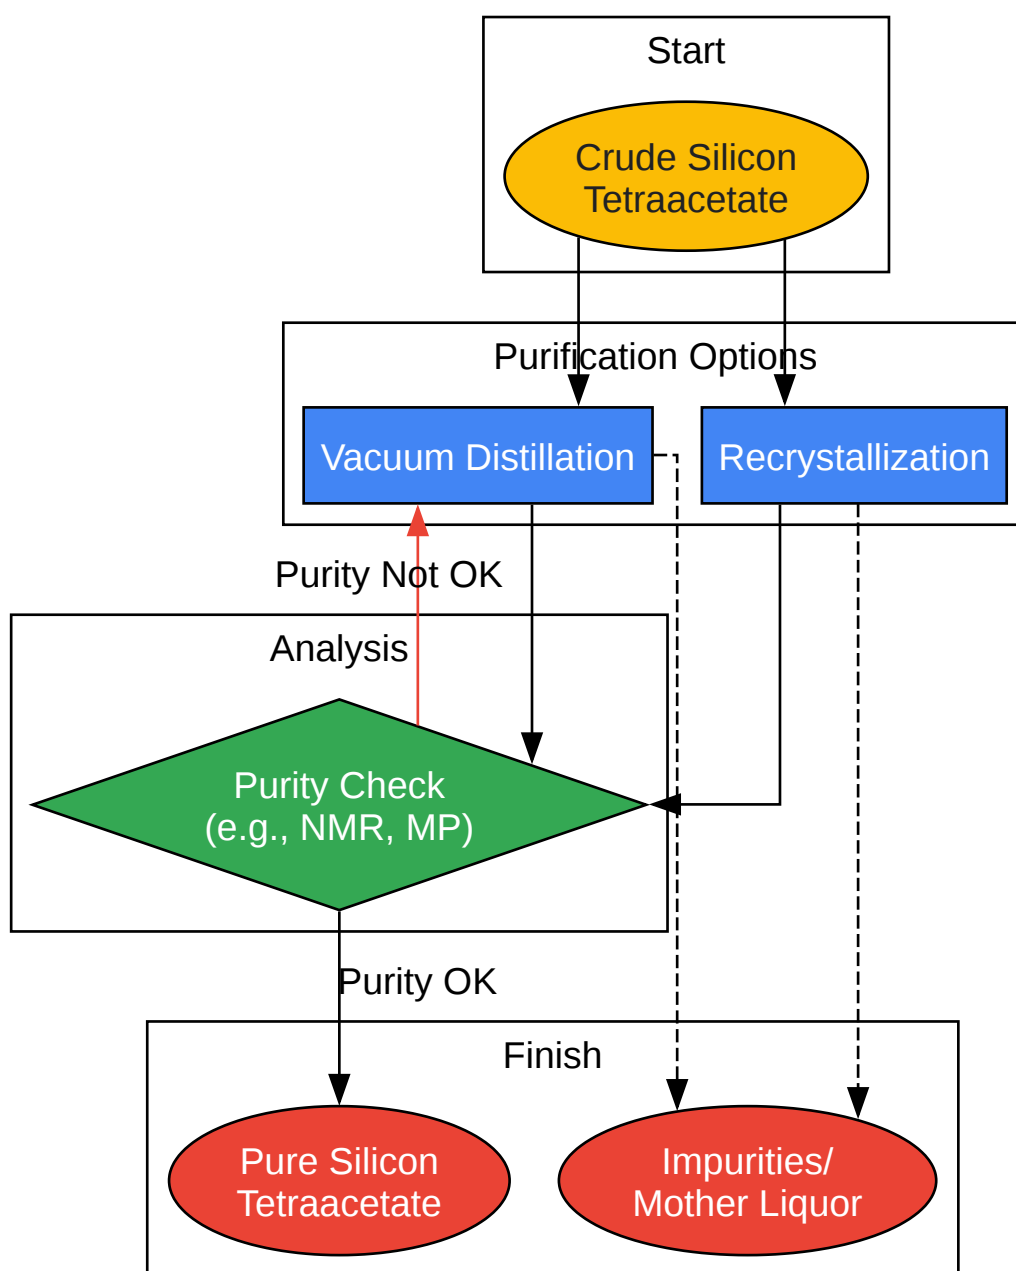 Start
Crude Silicon
Tetraacetate
Purification Options
Vacuum Distillation
Recrystallization
Purity Not OK
Analysis
Purity Check
(e.g., NMR, MP)
Purity OK
Finish
Pure Silicon
Tetraacetate
Impurities/
Mother Liquor